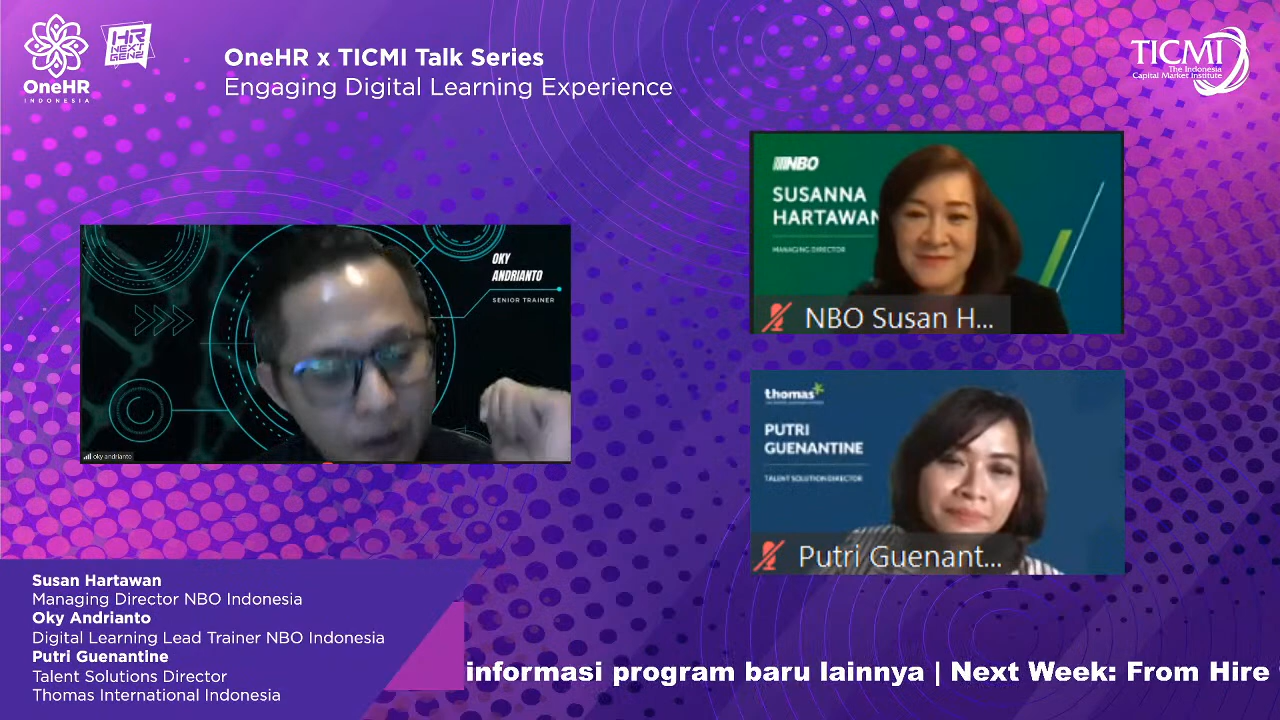 OneHR
INDONESIA
HR
NEXT
GEN
OneHR x TICMI Talk Series
Engaging Digital Learning Experience
TICMI
The Indonesia
Capital Market Institute
NBO
SUSANNA
HARTAWAN
MANAGING DIRECTOR
NBO Susan H...
OKY
ANDRIANTO
SENIOR TRAINER
oky andrianto
thomas
PUTRI
GUENANTINE
TALENT SOLUTION DIRECTOR
Putri Guenant...
Susan Hartawan
Managing Director NBO Indonesia
Oky Andrianto
Digital Learning Lead Trainer NBO Indonesia
Putri Guenantine
Talent Solutions Director
Thomas International Indonesia
informasi program baru lainnya | Next Week: From Hire